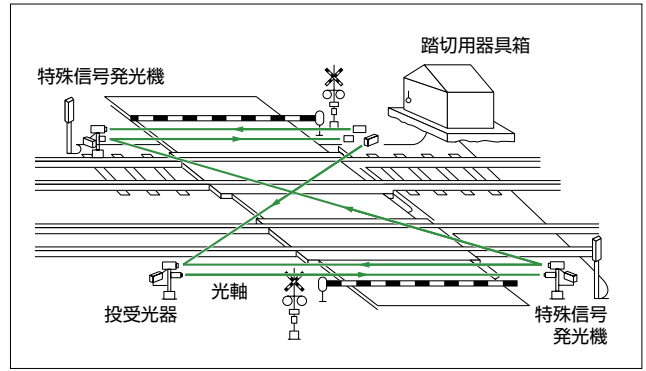 踏切用器具箱
特殊信号発光機
光軸
投受光器
特殊信号
発光機